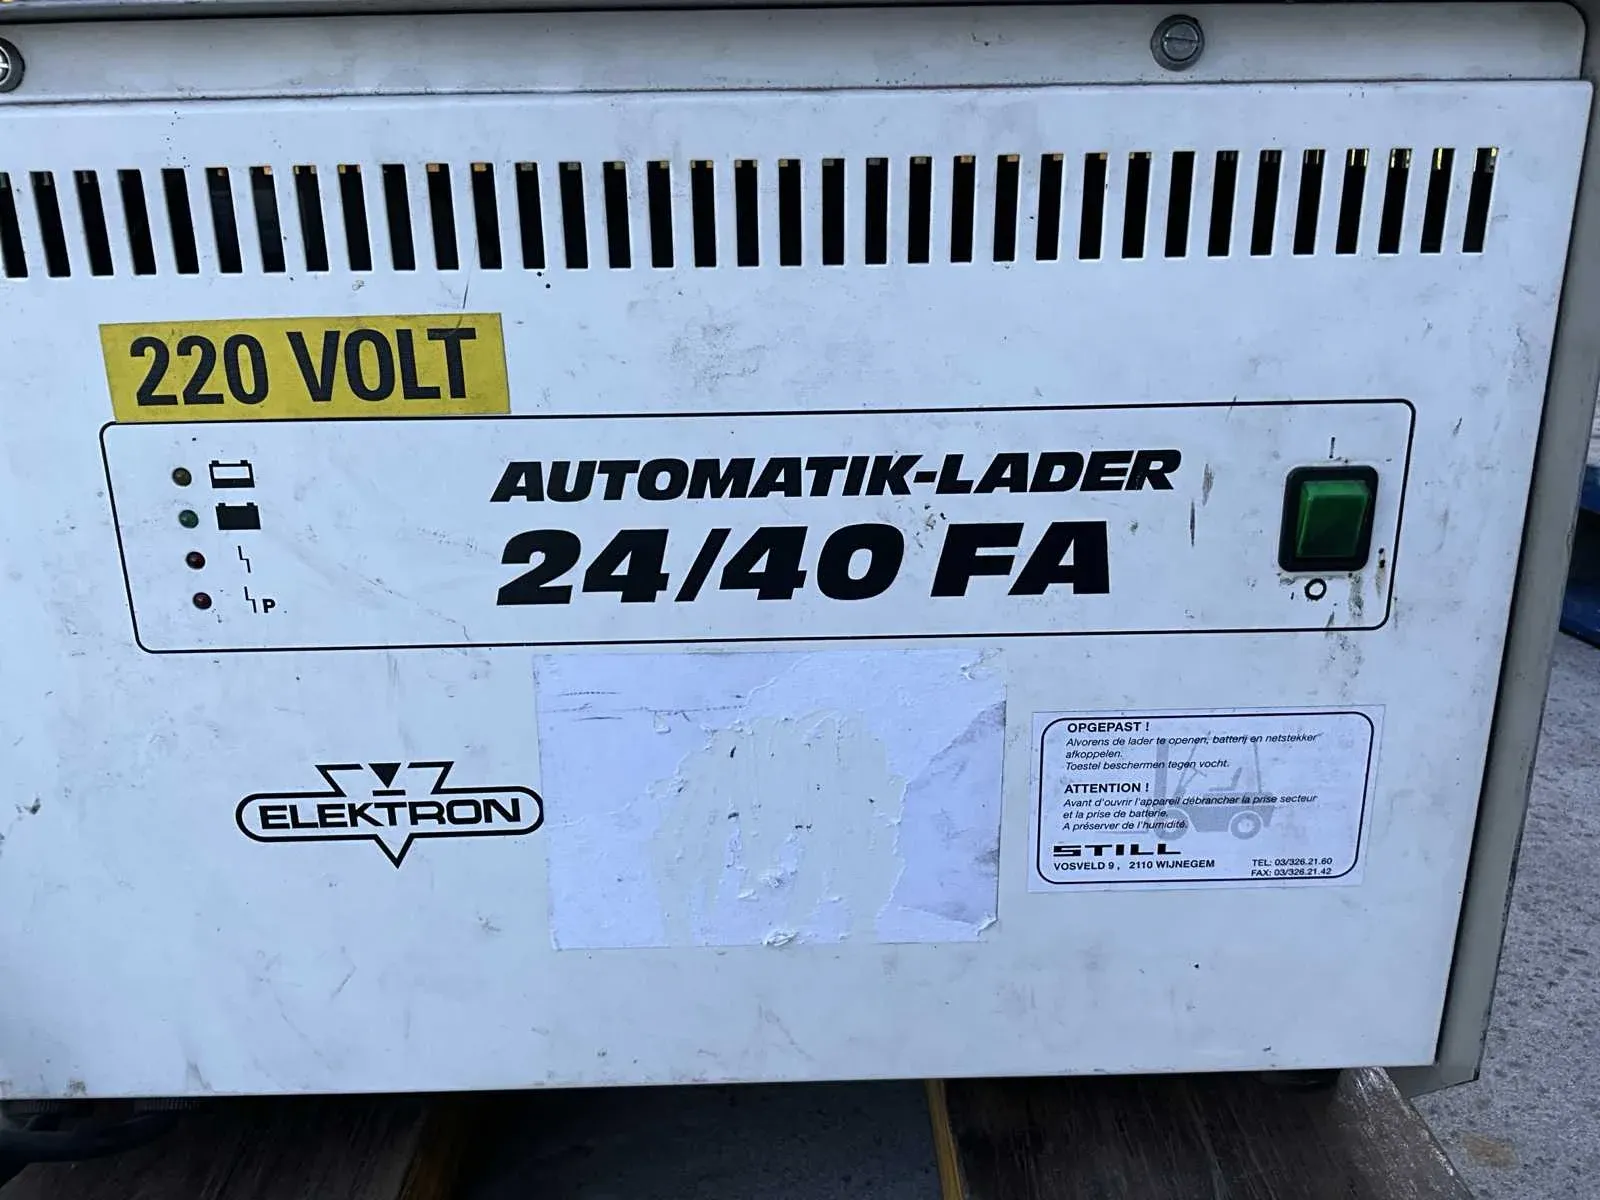 220 VOLT
AUTOMATIK-LADER
24/40 FA
I
O
P
ELEKTRON
OPGEPAST !
Alvorens de lader te openen, batterij en netstekker
afkoppelen.
Toestel beschermen tegen vocht.
ATTENTION !
Avant d'ouvrir l'appareil débrancher la prise secteur
et la prise de batterie.
A préserver de l'humidité.
STILL
VOSVELD 9 , 2110 WIJNEGEM
TEL: 03/326.21.60
FAX: 03/326.21.42